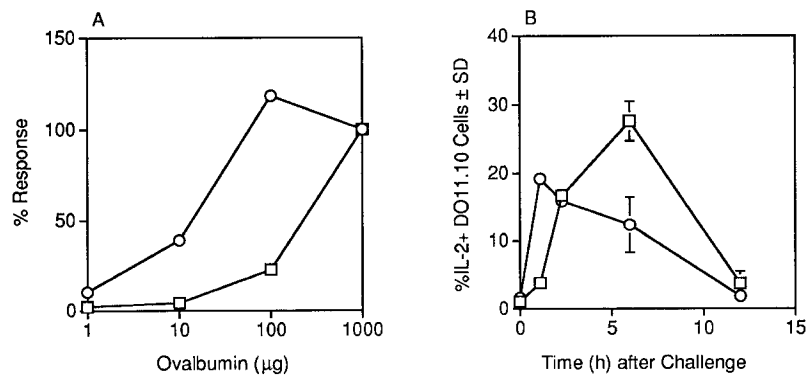 A
150
100
50
0
% Response
1 10 100 1000
Ovalbumin (µg)
B
40
30
20
10
0
%IL-2+ DO11.10 Cells ± SD
0 5 10 15
Time (h) after Challenge